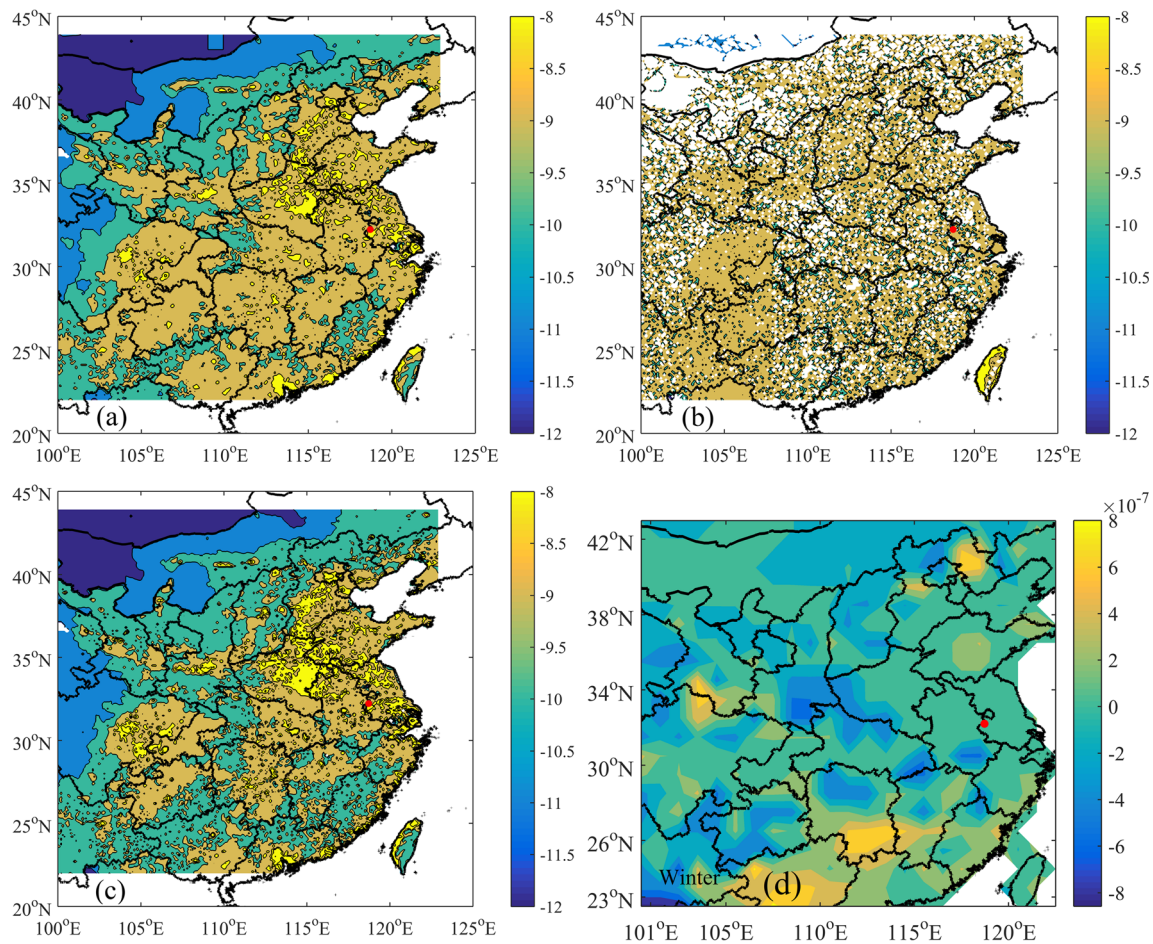 45°N
40°N
35°N
30°N
25°N
20°N
100°E
105°E
110°E
115°E
120°E
125°E
(a)
-8
-8.5
-9
-9.5
-10
-10.5
-11
-11.5
-12
45°N
40°N
35°N
30°N
25°N
20°N
100°E
105°E
110°E
115°E
120°E
125°E
(b)
-8
-8.5
-9
-9.5
-10
-10.5
-11
-11.5
-12
45°N
40°N
35°N
30°N
25°N
20°N
100°E
105°E
110°E
115°E
120°E
125°E
(c)
-8
-8.5
-9
-9.5
-10
-10.5
-11
-11.5
-12
42°N
38°N
34°N
30°N
26°N
23°N
101°E
105°E
110°E
115°E
120°E
Winter
(d)
×10⁻⁷
8
6
4
2
0
-2
-4
-6
-8